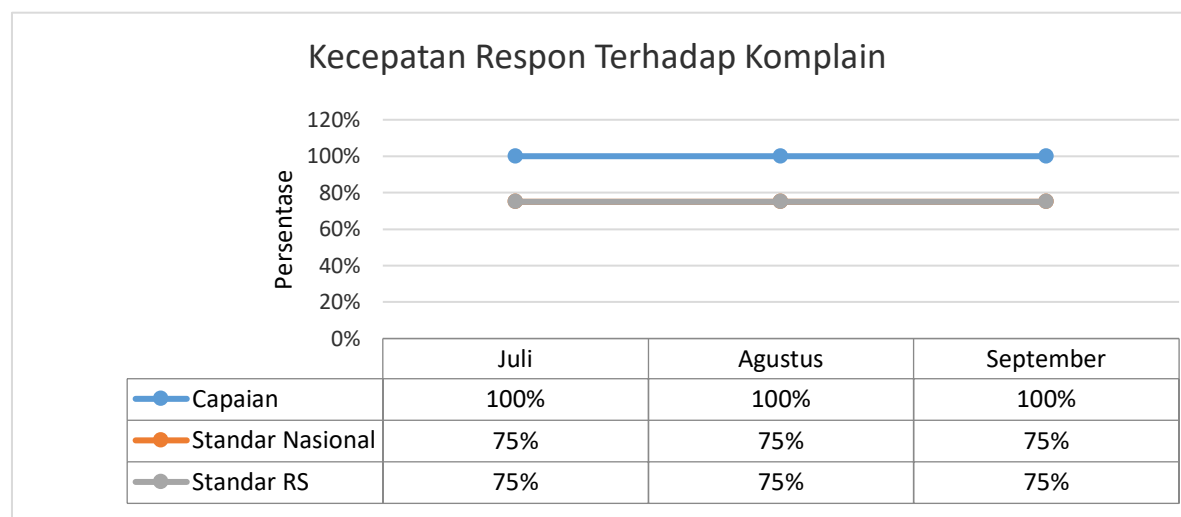 Kecepatan Respon Terhadap Komplain
120%
100%
80%
60%
40%
20%
0%
Persentase
Juli Agustus September
Capaian 100% 100% 100%
Standar Nasional 75% 75% 75%
Standar RS 75% 75% 75%